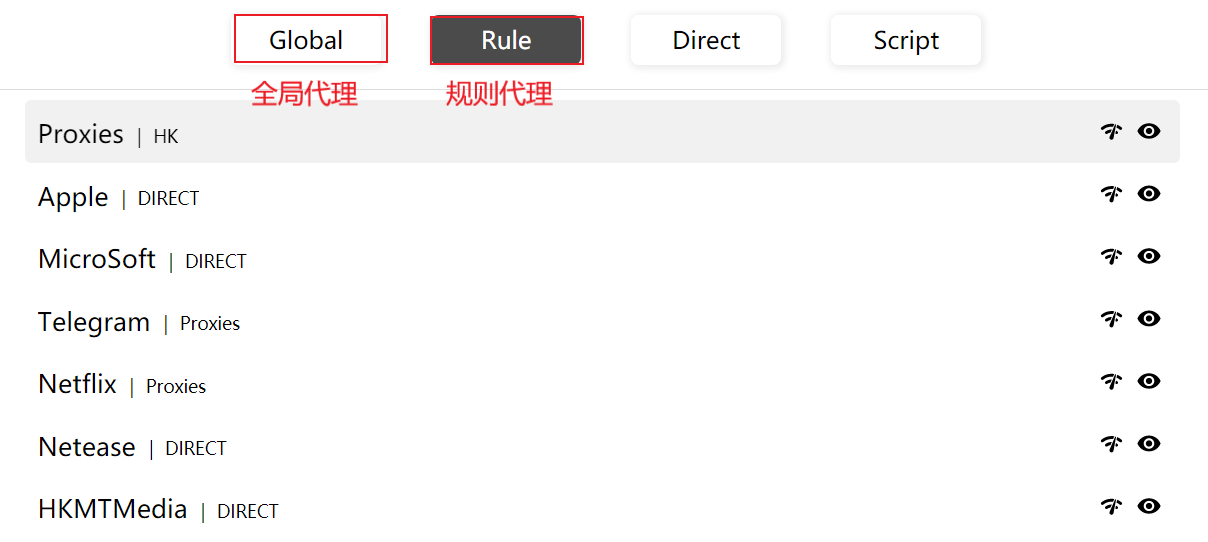 Global Rule Direct Script
全局代理 规则代理
Proxies | HK
Apple | DIRECT
MicroSoft | DIRECT
Telegram | Proxies
Netflix | Proxies
Netease | DIRECT
HKMTMedia | DIRECT